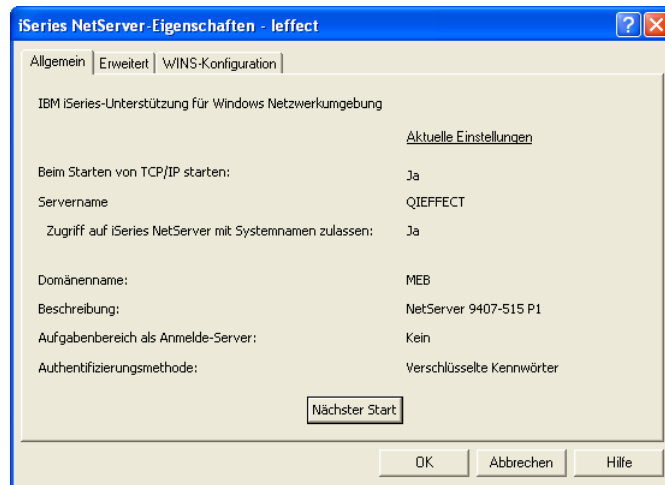 iSeries NetServer-Eigenschaften - Ieffect
Allgemein Erweitert WINS-Konfiguration
IBM iSeries-Unterstützung für Windows Netzwerkumgebung
Aktuelle Einstellungen
Beim Starten von TCP/IP starten: Ja
Servername QIEFFECT
Zugriff auf iSeries NetServer mit Systemnamen zulassen: Ja
Domänenname: MEB
Beschreibung: NetServer 9407-515 P1
Aufgabenbereich als Anmelde-Server: Kein
Authentifizierungsmethode: Verschlüsselte Kennwörter
Nächster Start
OK Abbrechen Hilfe